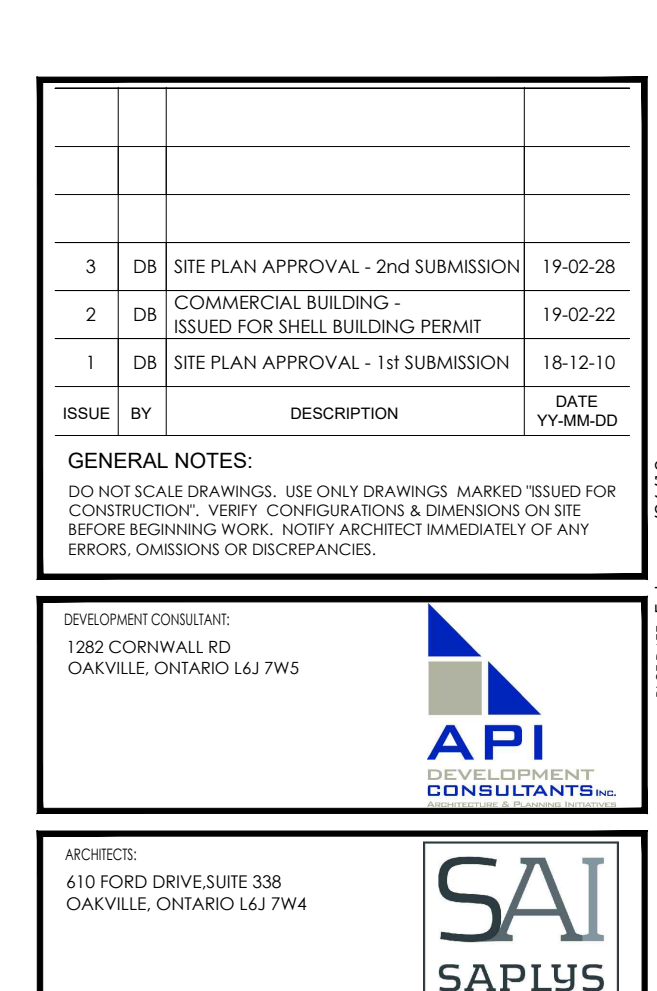 3 DB SITE PLAN APPROVAL - 2nd SUBMISSION 19-02-28
2 DB COMMERCIAL BUILDING -
ISSUED FOR SHELL BUILDING PERMIT 19-02-22
1 DB SITE PLAN APPROVAL - 1st SUBMISSION 18-12-10
ISSUE BY DESCRIPTION DATE
YY-MM-DD
GENERAL NOTES:
DO NOT SCALE DRAWINGS. USE ONLY DRAWINGS MARKED "ISSUED FOR
CONSTRUCTION". VERIFY CONFIGURATIONS & DIMENSIONS ON SITE
BEFORE BEGINNING WORK. NOTIFY ARCHITECT IMMEDIATELY OF ANY
ERRORS, OMISSIONS OR DISCREPANCIES.
DEVELOPMENT CONSULTANT:
1282 CORNWALL RD
OAKVILLE, ONTARIO L6J 7W5
API
DEVELOPMENT
CONSULTANTS INC.
ARCHITECTURE & PLANNING INITIATIVES
ARCHITECTS:
610 FORD DRIVE,SUITE 338
OAKVILLE, ONTARIO L6J 7W4
SAI
SAPLYS